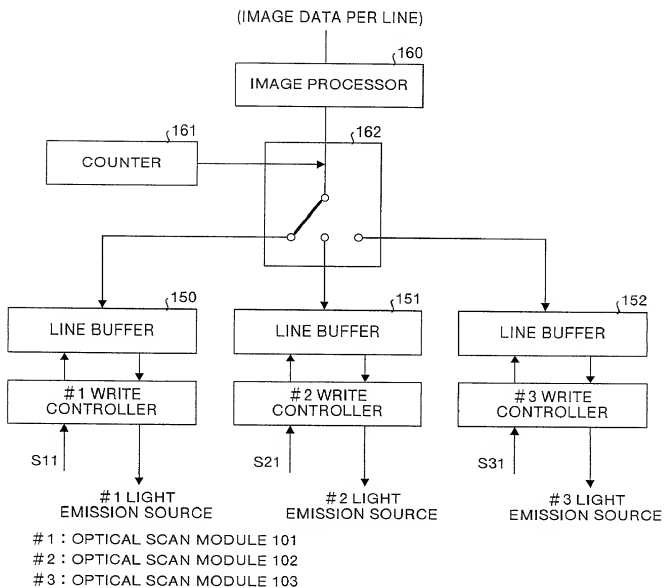 (IMAGE DATA PER LINE)
160
IMAGE PROCESSOR
161
162
COUNTER
150
151
152
LINE BUFFER
LINE BUFFER
LINE BUFFER
#1 WRITE
CONTROLLER
#2 WRITE
CONTROLLER
#3 WRITE
CONTROLLER
S11
S21
S31
#1 LIGHT
EMISSION SOURCE
#2 LIGHT
EMISSION SOURCE
#3 LIGHT
EMISSION SOURCE
#1 : OPTICAL SCAN MODULE 101
#2 : OPTICAL SCAN MODULE 102
#3 : OPTICAL SCAN MODULE 103